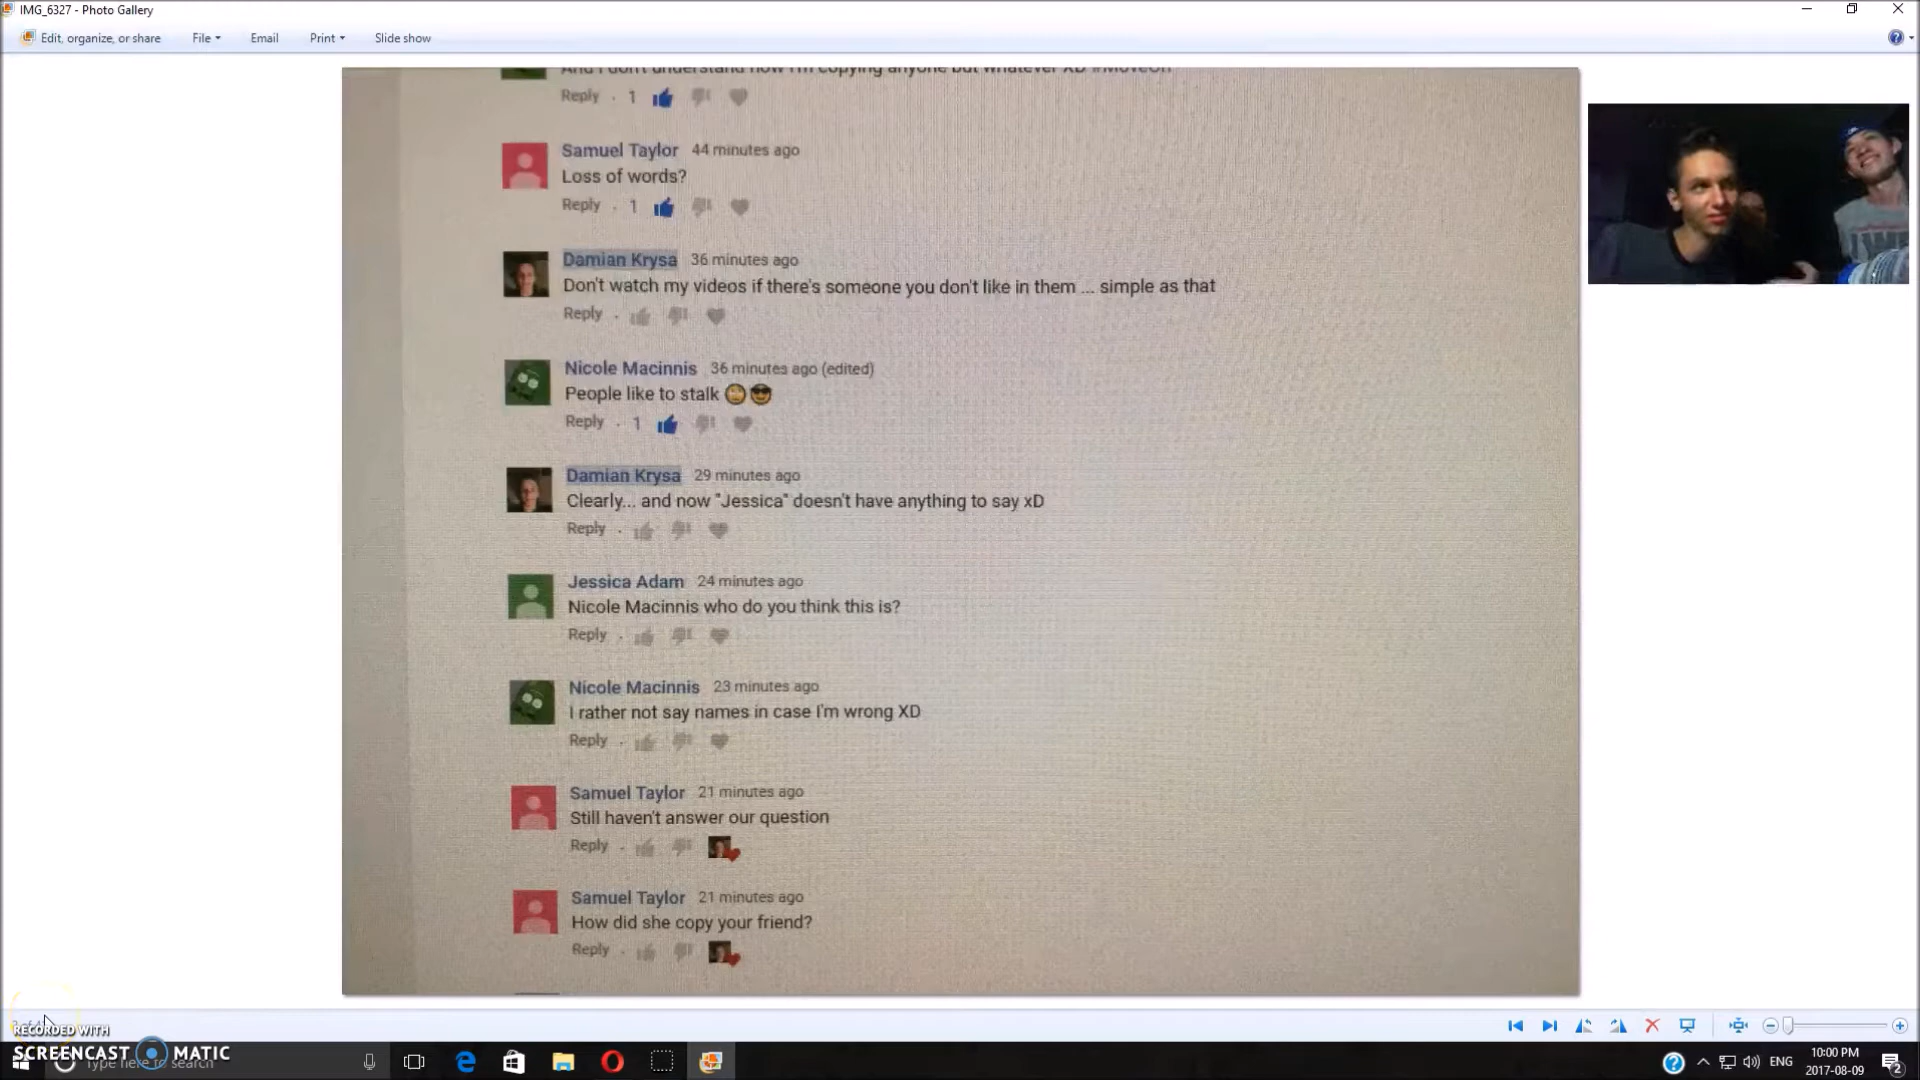 IMG_6327 - Photo Gallery
Edit, organize, or share File Email Print Slide show
And I don't understand how I'm copying anyone but whatever XD #MoveOn
Reply · 1
Samuel Taylor 44 minutes ago
Loss of words?
Reply · 1
Damian Krysa 36 minutes ago
Don't watch my videos if there's someone you don't like in them ... simple as that
Reply ·
Nicole Macinnis 36 minutes ago (edited)
People like to stalk 🙄😎
Reply · 1
Damian Krysa 29 minutes ago
Clearly... and now "Jessica" doesn't have anything to say xD
Reply ·
Jessica Adam 24 minutes ago
Nicole Macinnis who do you think this is?
Reply ·
Nicole Macinnis 23 minutes ago
I rather not say names in case I'm wrong XD
Reply ·
Samuel Taylor 21 minutes ago
Still haven't answer our question
Reply ·
Samuel Taylor 21 minutes ago
How did she copy your friend?
Reply ·
RECORDED WITH
SCREENCAST MATIC
Type here to search
ENG
10:00 PM
2017-08-09
2